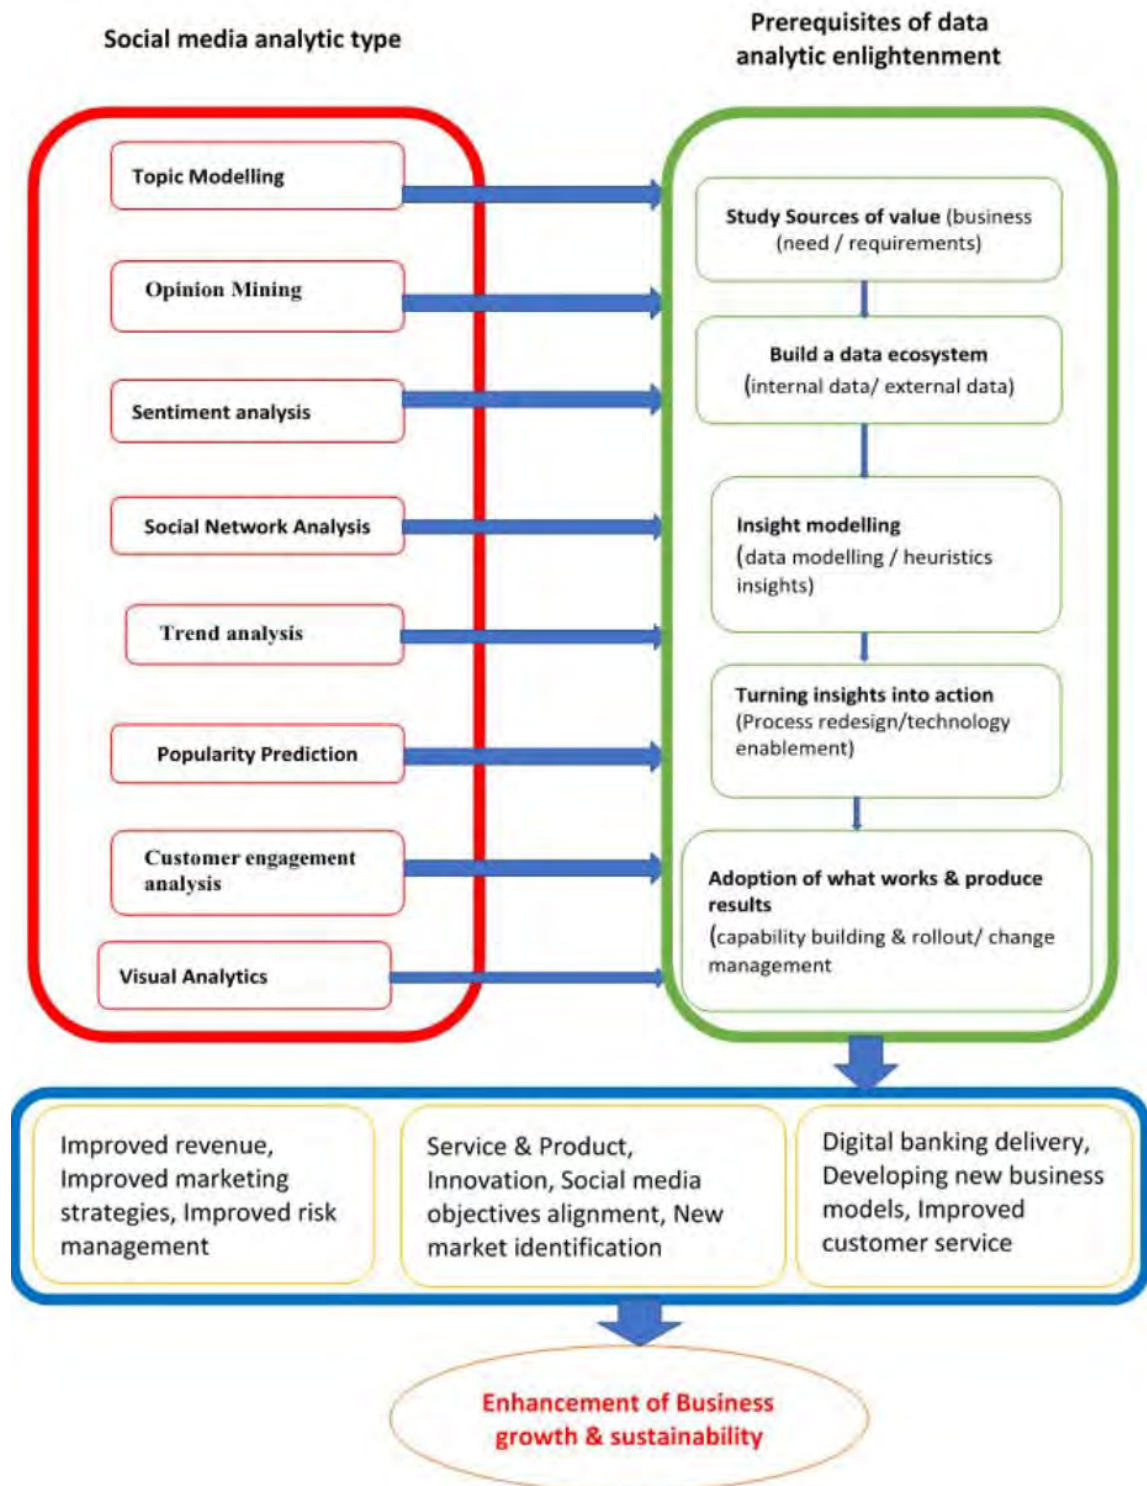 Social media analytic type
Prerequisites of data
analytic enlightenment
Topic Modelling
Opinion Mining
Sentiment analysis
Social Network Analysis
Trend analysis
Popularity Prediction
Customer engagement
analysis
Visual Analytics
Study Sources of value (business
(need / requirements)
Build a data ecosystem
(internal data/ external data)
Insight modelling
(data modelling / heuristics
insights)
Turning insights into action
(Process redesign/technology
enablement)
Adoption of what works & produce
results
(capability building & rollout/ change
management
Improved revenue,
Improved marketing
strategies, Improved risk
management
Service & Product,
Innovation, Social media
objectives alignment, New
market identification
Digital banking delivery,
Developing new business
models, Improved
customer service
Enhancement of Business
growth & sustainability